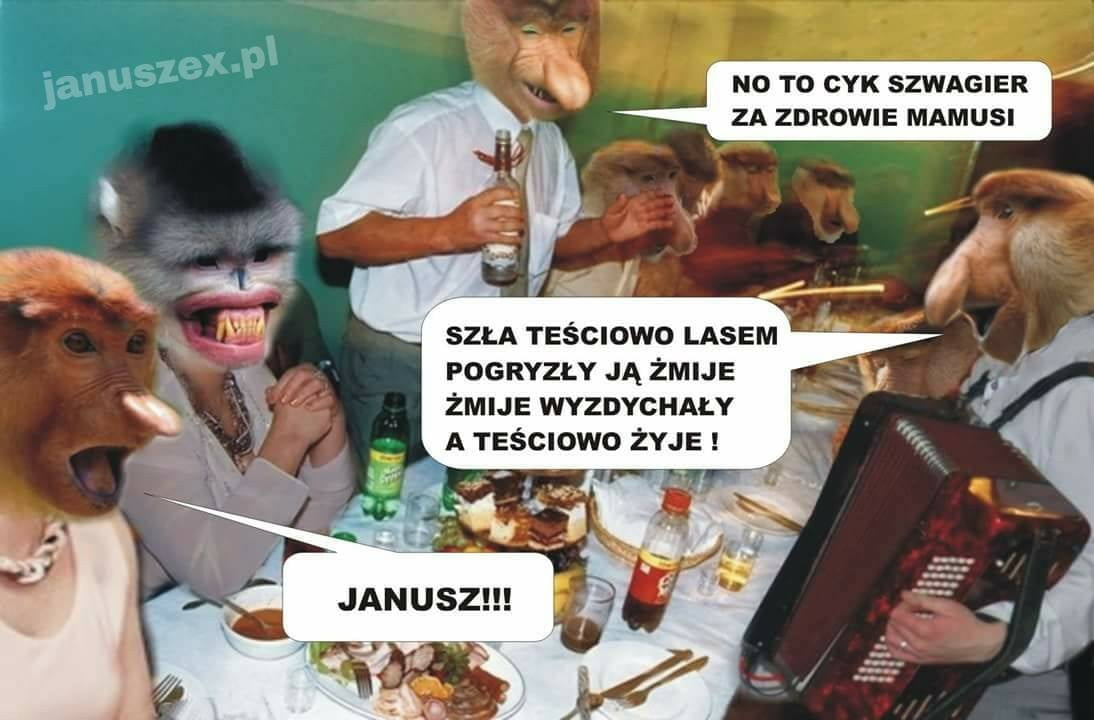 januszex.pl
NO TO CYK SZWAGIER
ZA ZDROWIE MAMUSI
SZŁA TEŚCIOWO LASEM
POGRYZŁY JĄ ŻMIJE
ŻMIJE WYZDYCHAŁY
A TEŚCIOWO ŻYJE !
JANUSZ!!!